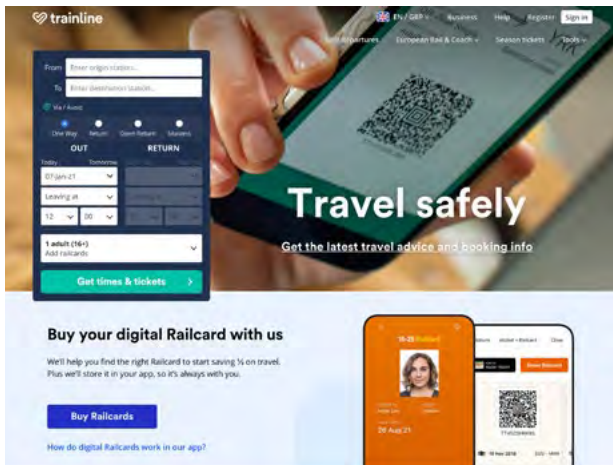 trainline
EN / GBP Business Help Register Sign in
European Rail & Coach Season tickets Tools
From Enter origin station...
To Enter destination station...
Via / Avoid
One Way Return Open Return Seasons
OUT RETURN
Today Tomorrow
07-Jan-21
Leaving at
12 00
1 adult (16+)
Add railcards
Get times & tickets
Travel safely
Get the latest travel advice and booking info
Buy your digital Railcard with us
We'll help you find the right Railcard to start saving ⅓ on travel.
Plus we'll store it in your app, so it's always with you.
Buy Railcards
How do digital Railcards work in our app?
16-25 Railcard
26 Aug 21